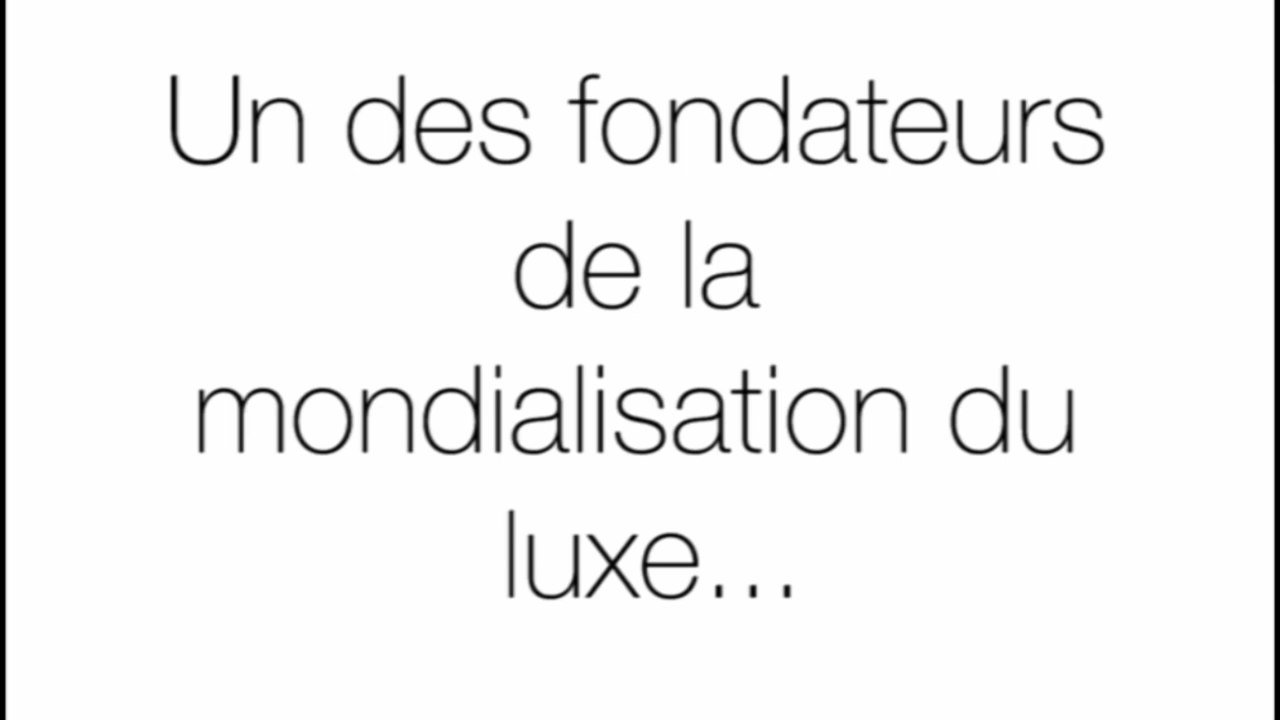 Un des fondateurs
de la
mondialisation du
luxe...